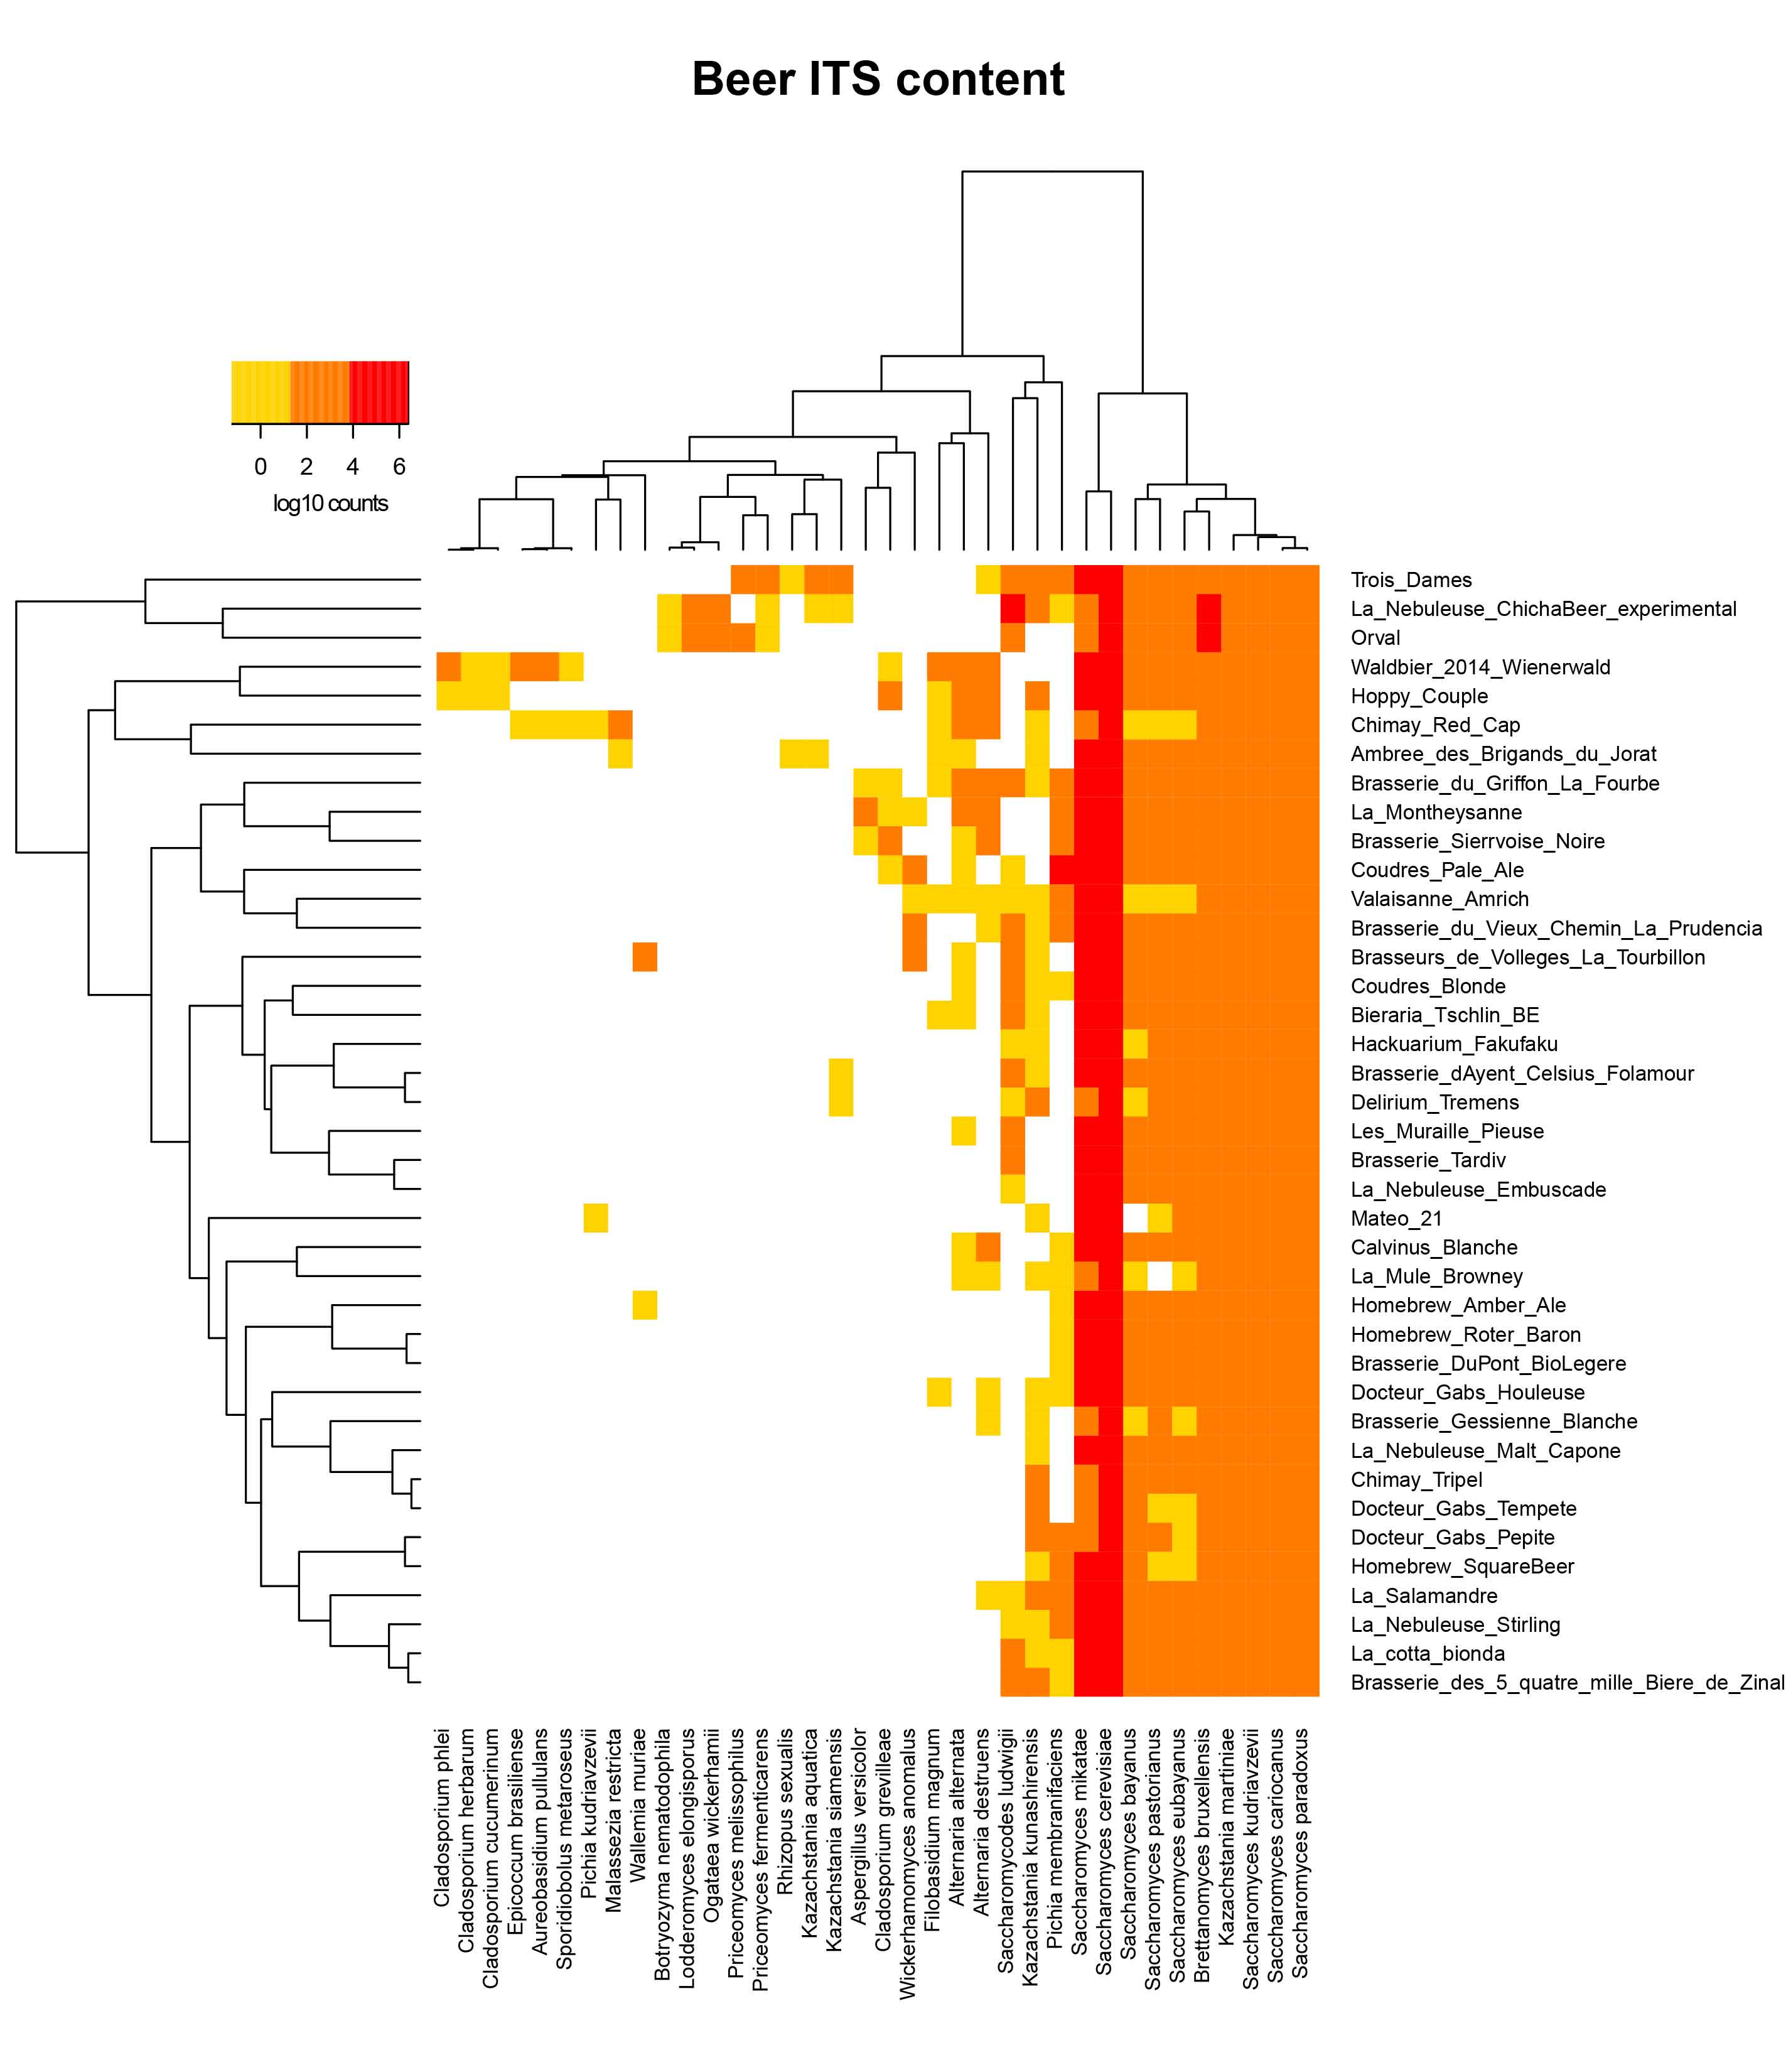 Beer ITS content
0 2 4 6
log10 counts
Trois_Dames
La_Nebuleuse_ChichaBeer_experimental
Orval
Waldbier_2014_Wienerwald
Hoppy_Couple
Chimay_Red_Cap
Ambree_des_Brigands_du_Jorat
Brasserie_du_Griffon_La_Fourbe
La_Montheysanne
Brasserie_Sierrvoise_Noire
Coudres_Pale_Ale
Valaisanne_Amrich
Brasserie_du_Vieux_Chemin_La_Prudencia
Brasseurs_de_Volleges_La_Tourbillon
Coudres_Blonde
Bieraria_Tschlin_BE
Hackuarium_Fakufaku
Brasserie_dAyent_Celsius_Folamour
Delirium_Tremens
Les_Muraille_Pieuse
Brasserie_Tardiv
La_Nebuleuse_Embuscade
Mateo_21
Calvinus_Blanche
La_Mule_Browney
Homebrew_Amber_Ale
Homebrew_Roter_Baron
Brasserie_DuPont_BioLegere
Docteur_Gabs_Houleuse
Brasserie_Gessienne_Blanche
La_Nebuleuse_Malt_Capone
Chimay_Tripel
Docteur_Gabs_Tempete
Docteur_Gabs_Pepite
Homebrew_SquareBeer
La_Salamandre
La_Nebuleuse_Stirling
La_cotta_bionda
Brasserie_des_5_quatre_mille_Biere_de_Zinal
Cladosporium phlei
Cladosporium herbarum
Cladosporium cucumerinum
Epicoccum brasiliense
Aureobasidium pullulans
Sporidiobolus metaroseus
Pichia kudriavzevii
Malassezia restricta
Wallemia muriae
Botryozyma nematodophila
Lodderomyces elongisporus
Ogataea wickerhamii
Priceomyces melissophilus
Priceomyces fermenticarens
Rhizopus sexualis
Kazachstania aquatica
Kazachstania siamensis
Aspergillus versicolor
Cladosporium grevilleae
Wickerhamomyces anomalus
Filobasidium magnum
Alternaria alternata
Alternaria destruens
Saccharomycodes ludwigii
Kazachstania kunashirensis
Pichia membranifaciens
Saccharomyces mikatae
Saccharomyces cerevisiae
Saccharomyces bayanus
Saccharomyces pastorianus
Saccharomyces eubayanus
Brettanomyces bruxellensis
Kazachstania martiniae
Saccharomyces kudriavzevii
Saccharomyces cariocanus
Saccharomyces paradoxus